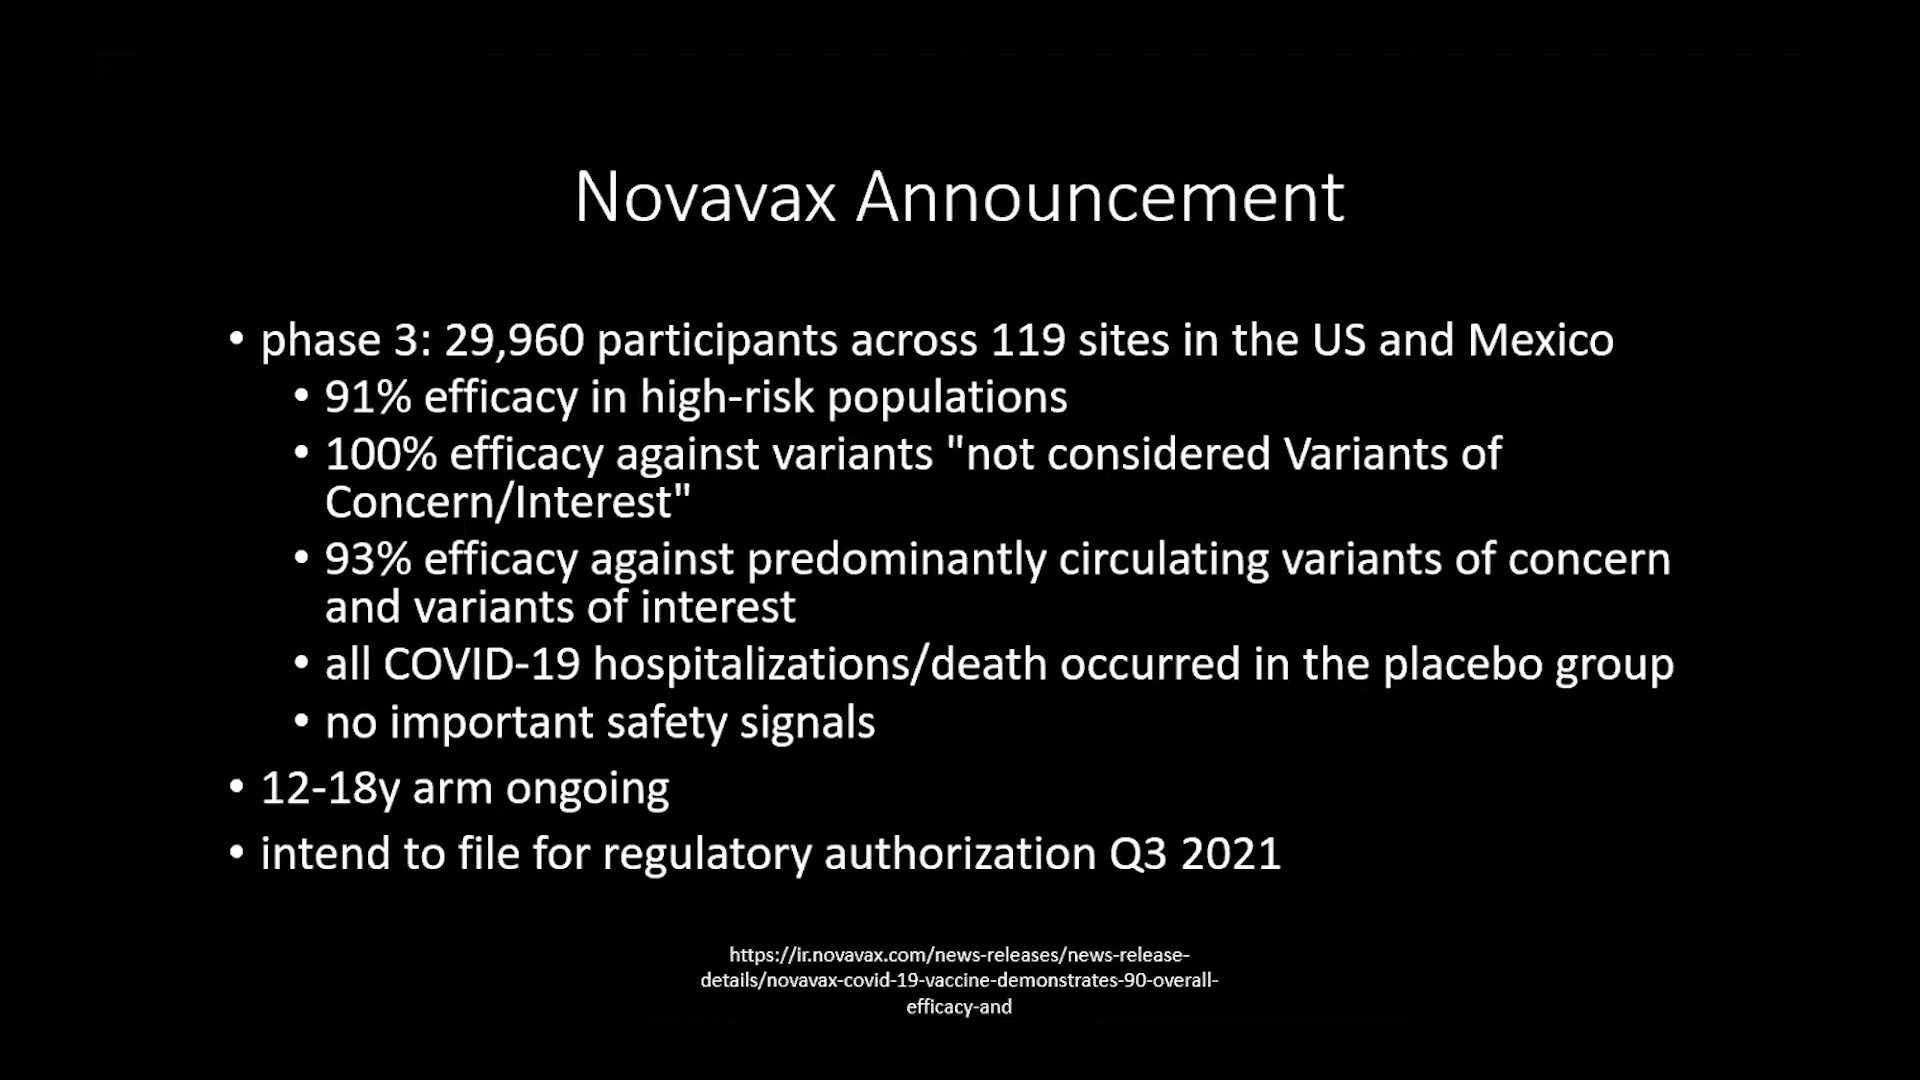 Novavax Announcement
• phase 3: 29,960 participants across 119 sites in the US and Mexico
• 91% efficacy in high-risk populations
• 100% efficacy against variants "not considered Variants of
Concern/Interest"
• 93% efficacy against predominantly circulating variants of concern
and variants of interest
• all COVID-19 hospitalizations/death occurred in the placebo group
• no important safety signals
• 12-18y arm ongoing
• intend to file for regulatory authorization Q3 2021
https://ir.novavax.com/news-releases/news-release-
details/novavax-covid-19-vaccine-demonstrates-90-overall-
efficacy-and